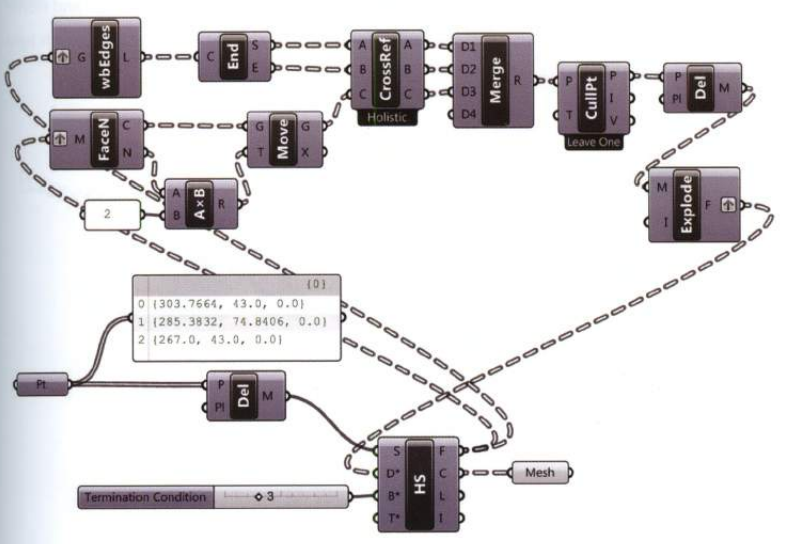 G wbEdges L
C End S E
A B C CrossRef A B C
Holistic
D1 D2 D3 D4 Merge R
P T CullPt P I V
Leave One
P Pl Del M
M FaceN C N
G T Move G X
2
A B A×B R
M I Explode F
{0}
0 {303.7664, 43.0, 0.0}
1 {285.3832, 74.8406, 0.0}
2 {267.0, 43.0, 0.0}
Pt
P Pl Del M
S D* B* T* HS F C L I
Mesh
Termination Condition 3